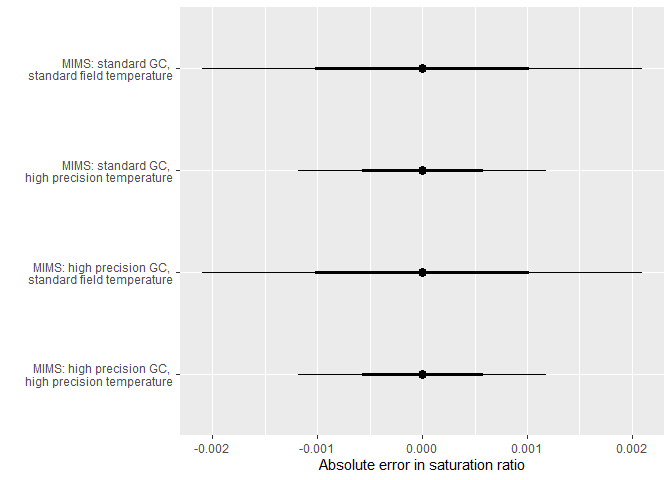 MIMS: standard GC,
standard field temperature
MIMS: standard GC,
high precision temperature
MIMS: high precision GC,
standard field temperature
MIMS: high precision GC,
high precision temperature
-0.002 -0.001 0.000 0.001 0.002
Absolute error in saturation ratio